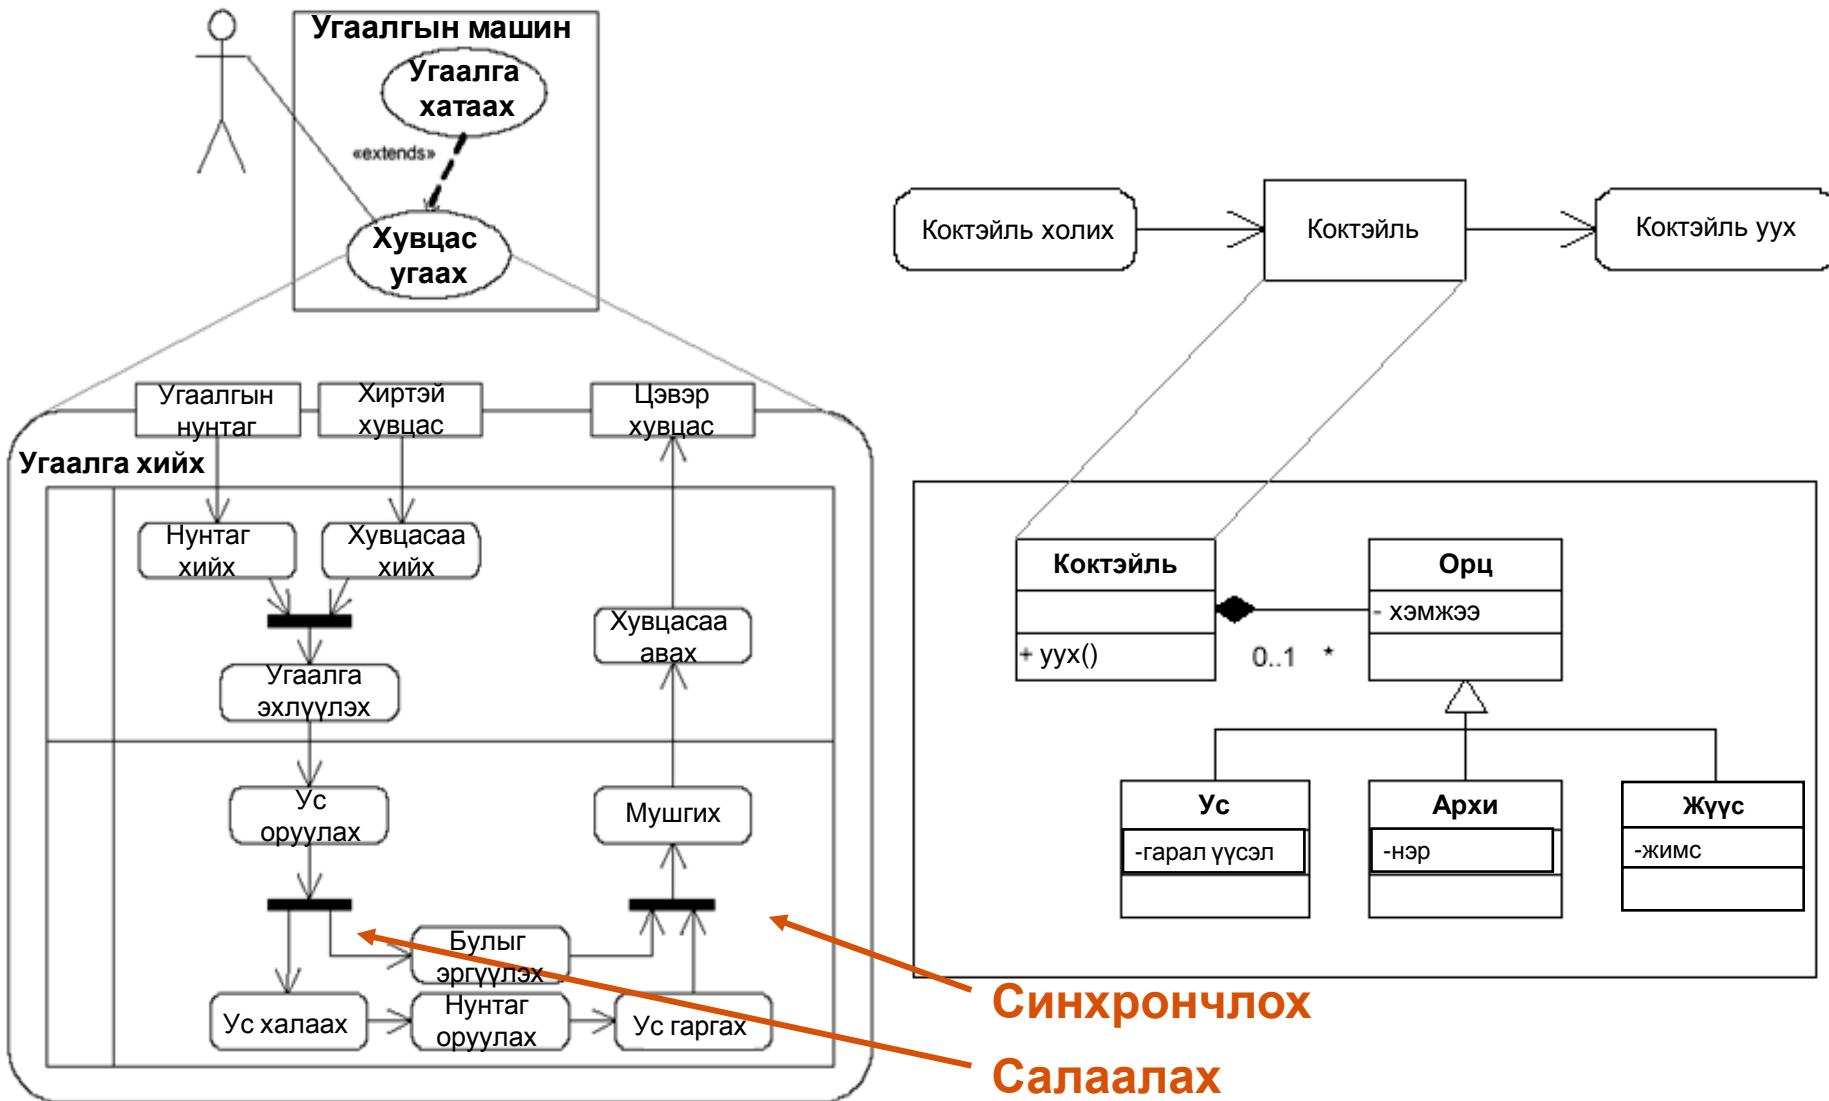 Угаалгын машин
Угаалга
хатаах
«extends»
Хувцас
угаах
Угаалгын
нунтаг
Хиртэй
хувцас
Цэвэр
хувцас
Угаалга хийх
Нунтаг
хийх
Хувцасаа
хийх
Угаалга
эхлүүлэх
Хувцасаа
авах
Ус
оруулах
Мушгих
Булыг
эргүүлэх
Ус халаах
Нунтаг
оруулах
Ус гаргах
Коктэйль холих
Коктэйль
Коктэйль уух
Коктэйль
+ уух()
0..1 *
Орц
- хэмжээ
Ус
-гарал үүсэл
Архи
-нэр
Жүүс
-жимс
Синхрончлох
Салаалах